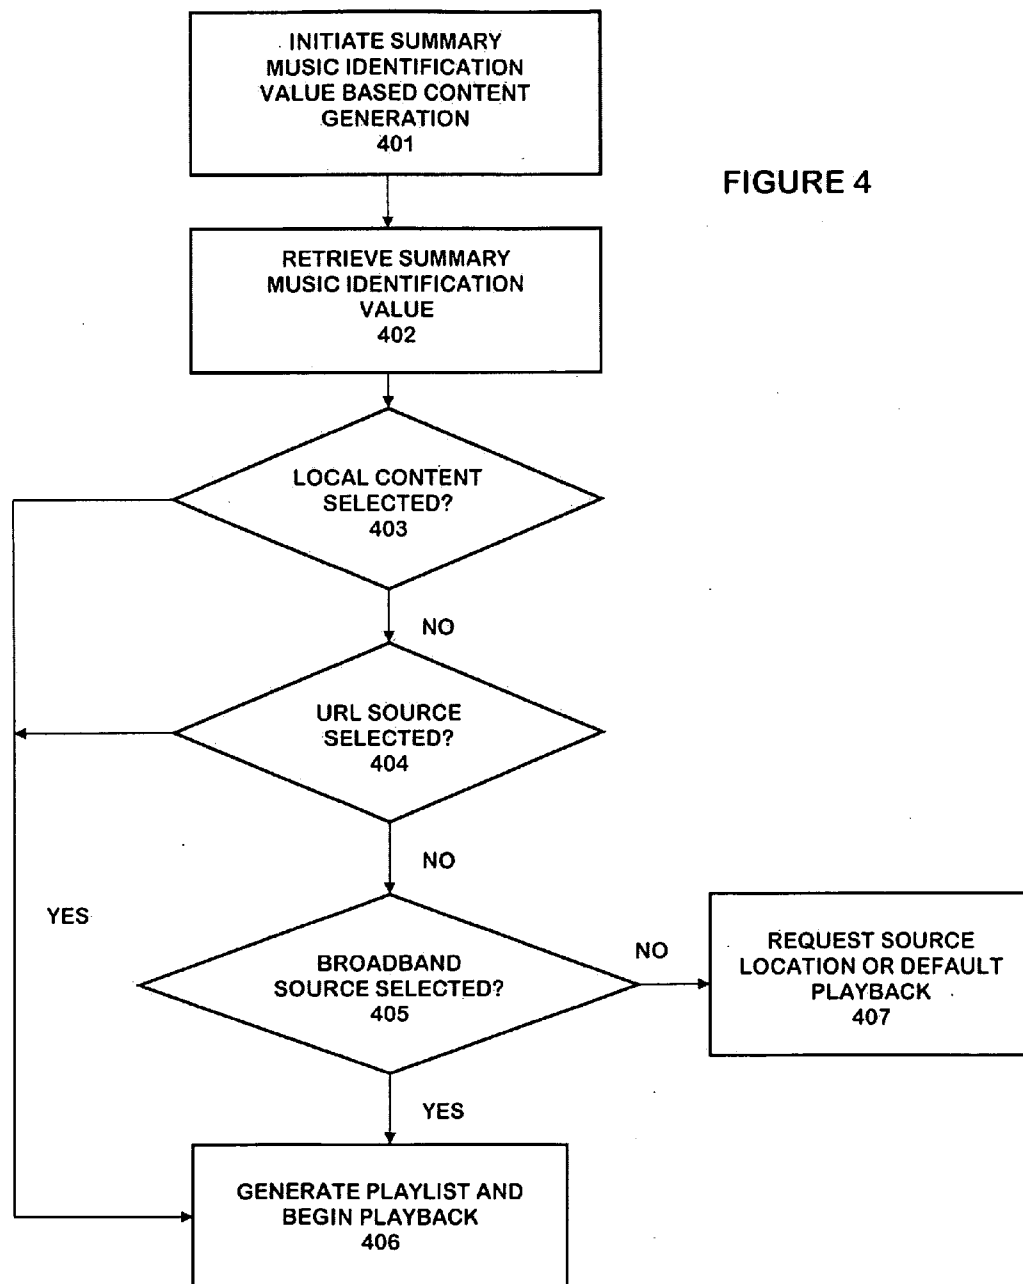 INITIATE SUMMARY
MUSIC IDENTIFICATION
VALUE BASED CONTENT
GENERATION
401
FIGURE 4
RETRIEVE SUMMARY
MUSIC IDENTIFICATION
VALUE
402
LOCAL CONTENT
SELECTED?
403
NO
URL SOURCE
SELECTED?
404
NO
YES
BROADBAND
SOURCE SELECTED?
405
NO
REQUEST SOURCE
LOCATION OR DEFAULT
PLAYBACK
407
YES
GENERATE PLAYLIST AND
BEGIN PLAYBACK
406